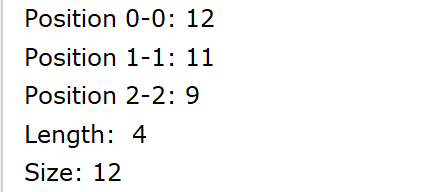 Position 0-0: 12
Position 1-1: 11
Position 2-2: 9
Length:  4
Size: 12